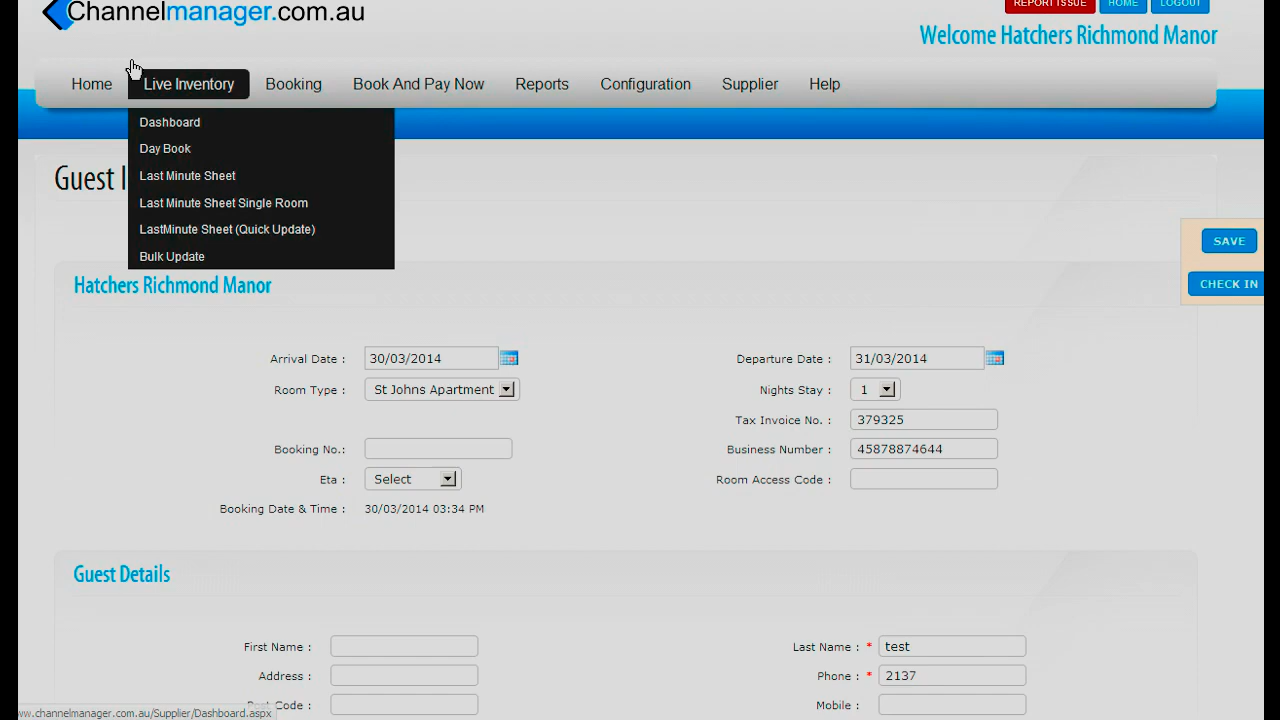 Channelmanager.com.au
REPORT ISSUE HOME LOGOUT
Welcome Hatchers Richmond Manor
Home Live Inventory Booking Book And Pay Now Reports Configuration Supplier Help
Dashboard
Day Book
Last Minute Sheet
Last Minute Sheet Single Room
LastMinute Sheet (Quick Update)
Bulk Update
Guest I
SAVE
CHECK IN
Hatchers Richmond Manor
Arrival Date : 30/03/2014 Departure Date : 31/03/2014
Room Type : St Johns Apartment Nights Stay : 1
Tax Invoice No. : 379325
Booking No.: Business Number : 45878874644
Eta : Select Room Access Code :
Booking Date & Time : 30/03/2014 03:34 PM
Guest Details
First Name : Last Name : * test
Address : Phone : * 2137
Code : Mobile :
www.channelmanager.com.au/Supplier/Dashboard.aspx